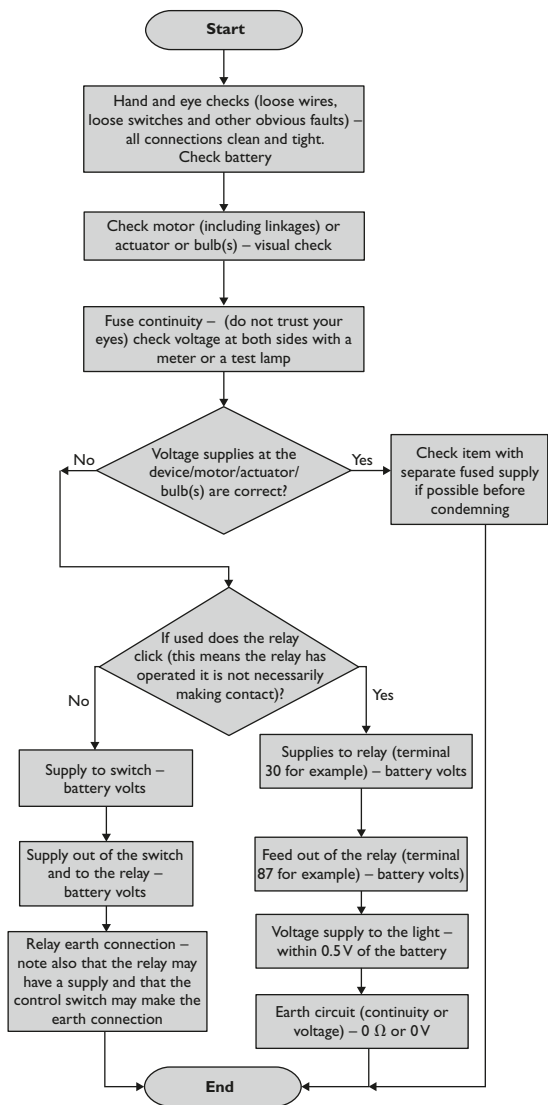 Start
Hand and eye checks (loose wires,
loose switches and other obvious faults) –
all connections clean and tight.
Check battery
Check motor (including linkages) or
actuator or bulb(s) – visual check
Fuse continuity – (do not trust your
eyes) check voltage at both sides with a
meter or a test lamp
No
Voltage supplies at the
device/motor/actuator/
bulb(s) are correct?
Yes
Check item with
separate fused supply
if possible before
condemning
If used does the relay
click (this means the relay has
operated it is not necessarily
making contact)?
No
Yes
Supply to switch –
battery volts
Supply out of the switch
and to the relay –
battery volts
Relay earth connection –
note also that the relay may
have a supply and that the
control switch may make the
earth connection
Supplies to relay (terminal
30 for example) – battery volts
Feed out of the relay (terminal
87 for example) – battery volts)
Voltage supply to the light –
within 0.5 V of the battery
Earth circuit (continuity or
voltage) – 0 Ω or 0 V
End